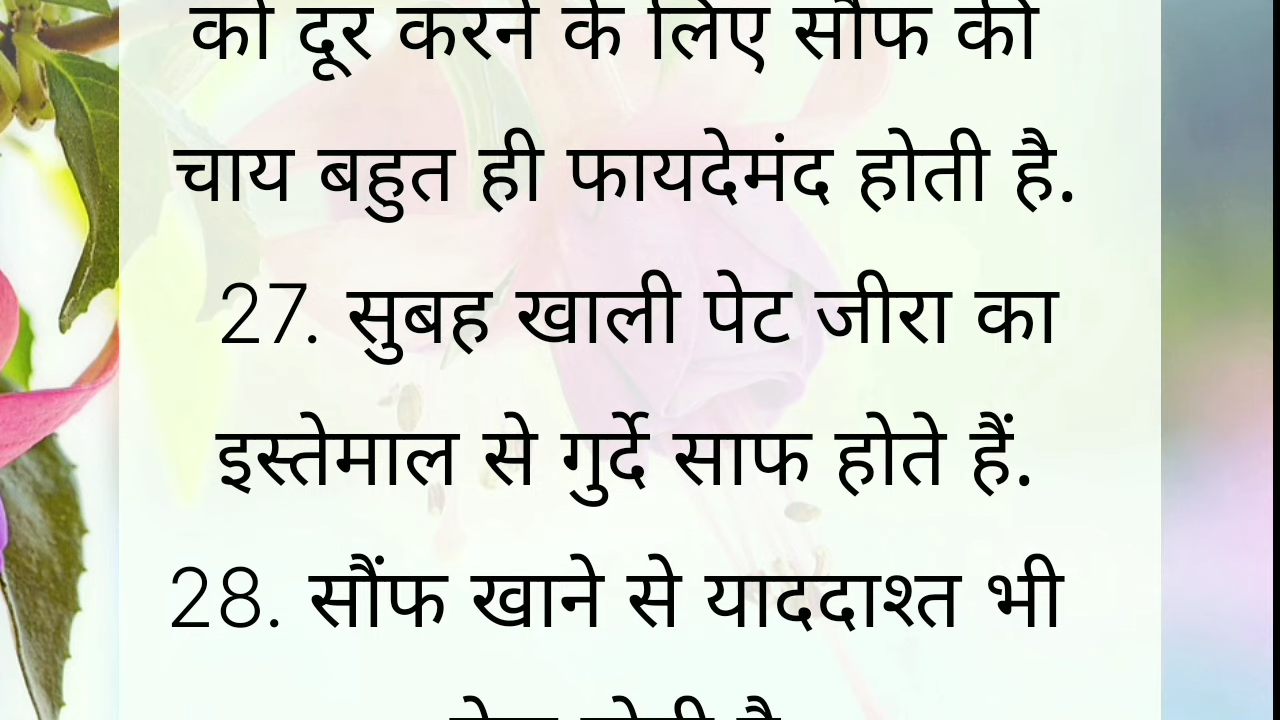 को दूर करने के लिए सौंफ की
चाय बहुत ही फायदेमंद होती है.
27. सुबह खाली पेट जीरा का
इस्तेमाल से गुर्दे साफ होते हैं.
28. सौंफ खाने से याददाश्त भी